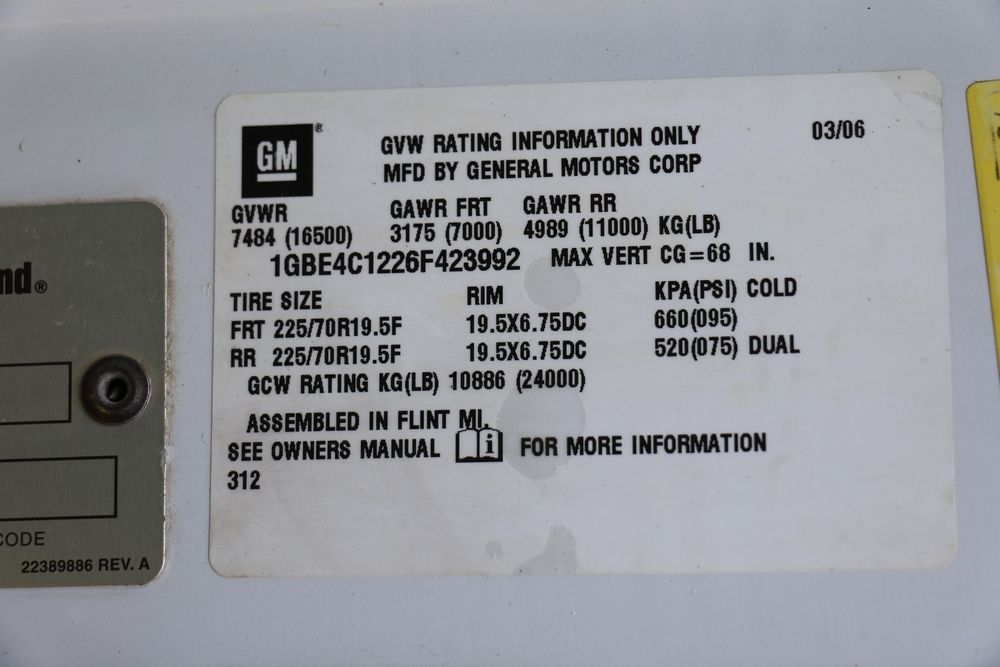 GM®
GVW RATING INFORMATION ONLY 03/06
MFD BY GENERAL MOTORS CORP
GVWR GAWR FRT GAWR RR
7484 (16500) 3175 (7000) 4989 (11000) KG(LB)
1GBE4C1226F423992 MAX VERT CG=68 IN.
TIRE SIZE RIM KPA(PSI) COLD
FRT 225/70R19.5F 19.5X6.75DC 660(095)
RR 225/70R19.5F 19.5X6.75DC 520(075) DUAL
GCW RATING KG(LB) 10886 (24000)
ASSEMBLED IN FLINT MI.
SEE OWNERS MANUAL i FOR MORE INFORMATION
312
nd®
CODE
22389886 REV. A